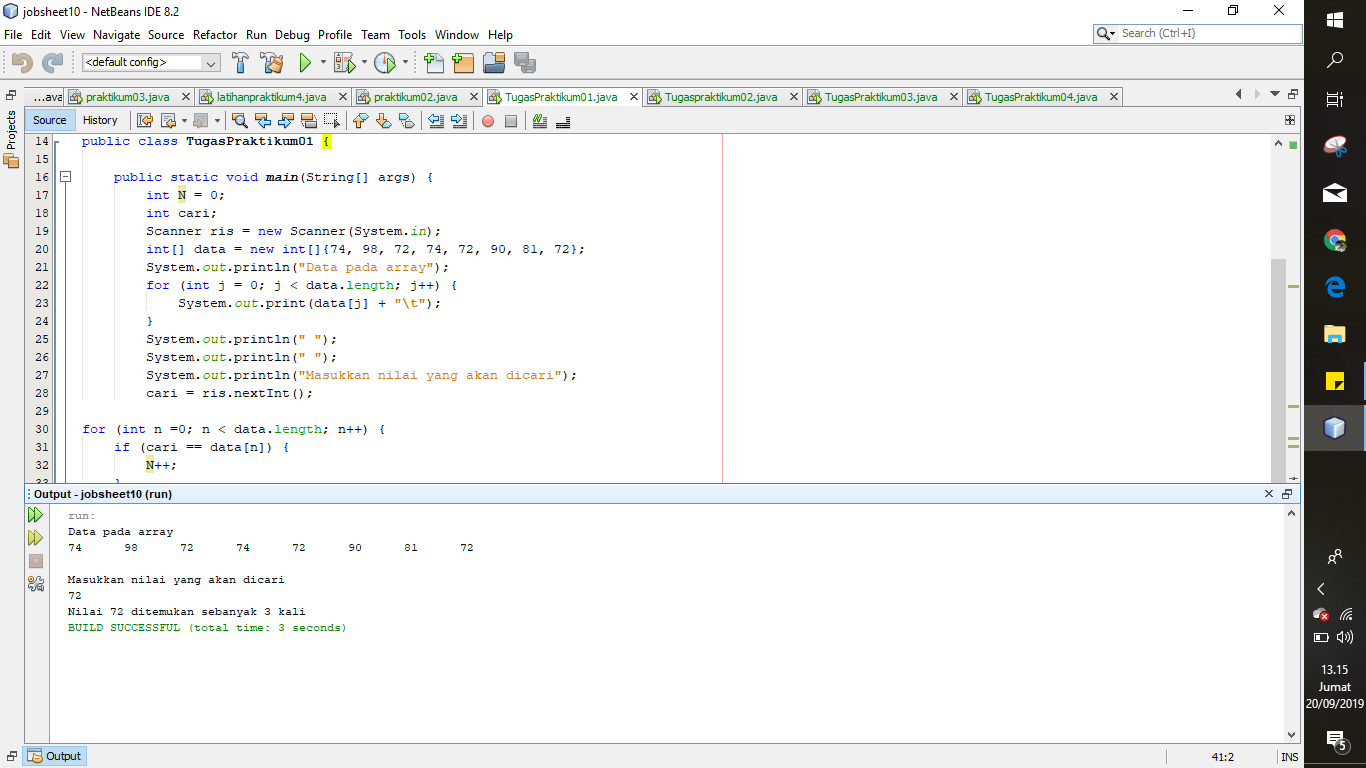 jobsheet10 - NetBeans IDE 8.2
File Edit View Navigate Source Refactor Run Debug Profile Team Tools Window Help
Search (Ctrl+I)
<default config>
...ava praktikum03.java latihanpraktikum4.java praktikum02.java TugasPraktikum01.java Tugaspraktikum02.java TugasPraktikum03.java TugasPraktikum04.java
Projects
Source History
14 public class TugasPraktikum01 {
15
16 public static void main(String[] args) {
17 int N = 0;
18 int cari;
19 Scanner ris = new Scanner(System.in);
20 int[] data = new int[]{74, 98, 72, 74, 72, 90, 81, 72};
21 System.out.println("Data pada array");
22 for (int j = 0; j < data.length; j++) {
23 System.out.print(data[j] + "\t");
24 }
25 System.out.println(" ");
26 System.out.println(" ");
27 System.out.println("Masukkan nilai yang akan dicari");
28 cari = ris.nextInt();
29
30 for (int n =0; n < data.length; n++) {
31 if (cari == data[n]) {
32 N++;
33 }
Output - jobsheet10 (run)
run:
Data pada array
74 98 72 74 72 90 81 72
Masukkan nilai yang akan dicari
72
Nilai 72 ditemukan sebanyak 3 kali
BUILD SUCCESSFUL (total time: 3 seconds)
Output
41:2 INS
13.15
Jumat
20/09/2019
5